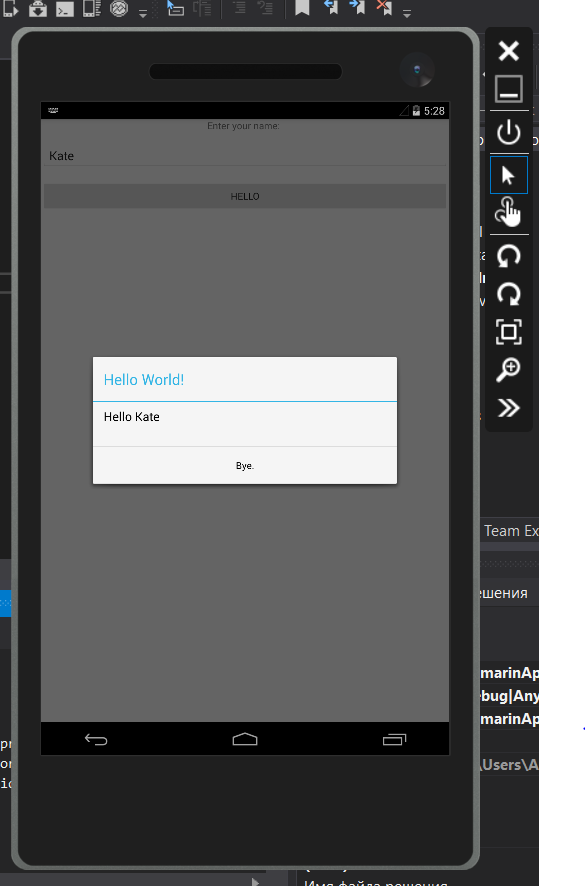 5:28
Enter your name:
Kate
HELLO
Hello World!
Hello Kate
Bye.
Team Ex
ешения
marinAp
ebug|Any
marinAp
\Users\A
Имя файла решения